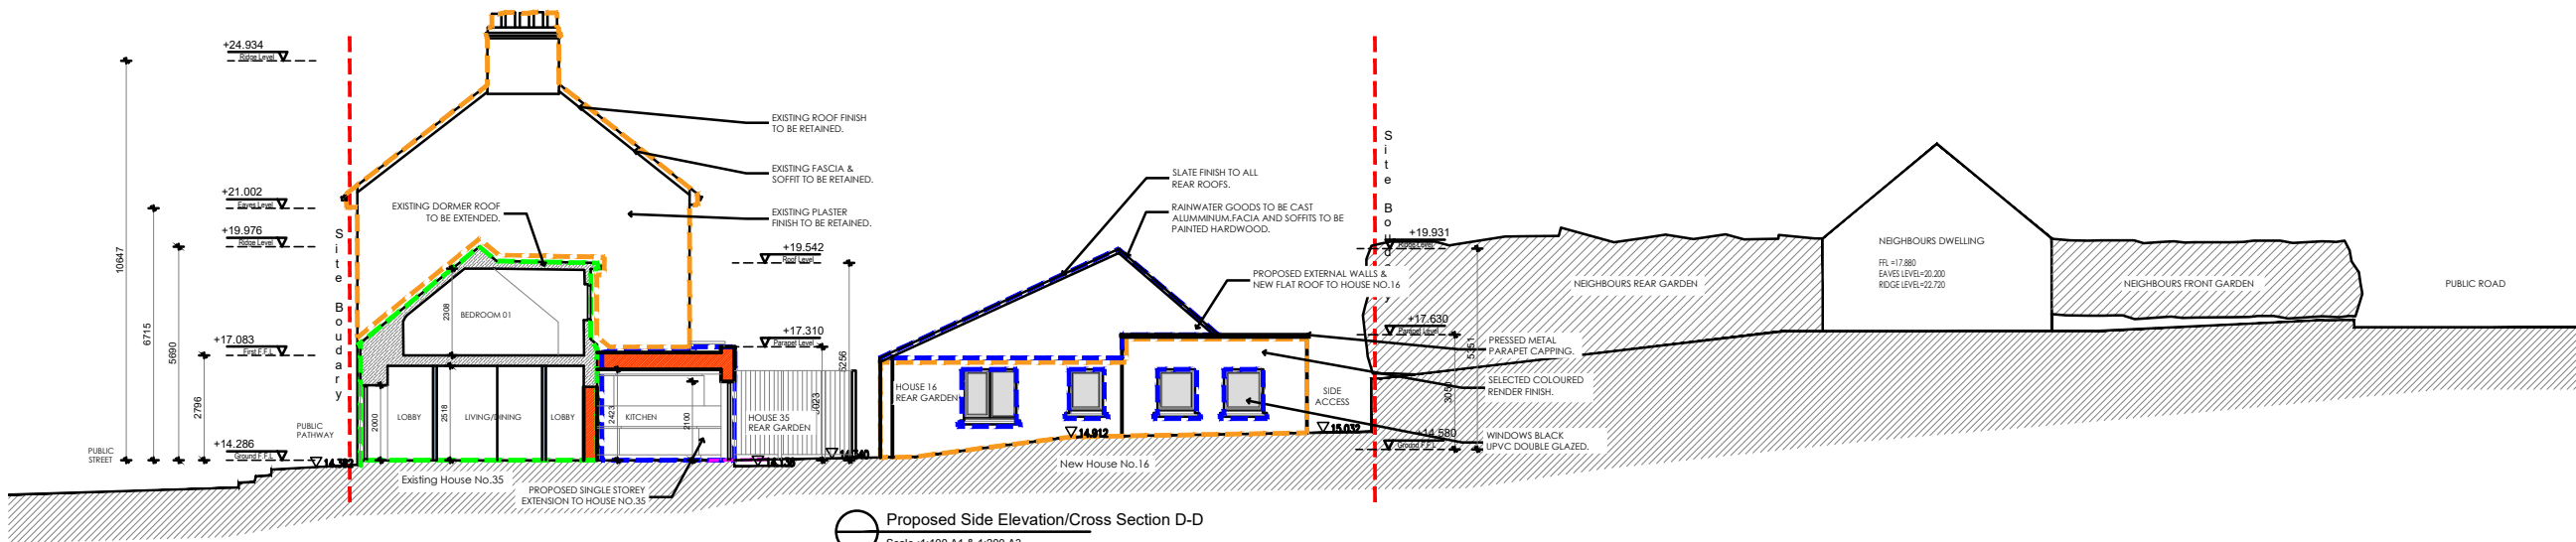 +24.934
Ridge Level
+21.002
Eaves Level
+19.976
Ridge Level
+17.083
First F.F.L
+14.286
Ground F.F.L
10647
6715
5690
2796
PUBLIC
STREET
PUBLIC
PATHWAY
14.382
Site Boudary
EXISTING DORMER ROOF
TO BE EXTENDED.
BEDROOM 01
2308
2000
LOBBY
2518
LIVING/DINING
LOBBY
2423
KITCHEN
2100
Existing House No.35
PROPOSED SINGLE STOREY
EXTENSION TO HOUSE NO.35
EXISTING ROOF FINISH
TO BE RETAINED.
EXISTING FASCIA &
SOFFIT TO BE RETAINED.
EXISTING PLASTER
FINISH TO BE RETAINED.
+19.542
Roof Level
+17.310
Parapet Level
5256
HOUSE 35
REAR GARDEN
14.136
HOUSE 16
REAR GARDEN
SLATE FINISH TO ALL
REAR ROOFS.
RAINWATER GOODS TO BE CAST
ALUMMINUM.FACIA AND SOFFITS TO BE
PAINTED HARDWOOD.
PROPOSED EXTERNAL WALLS &
NEW FLAT ROOF TO HOUSE NO.16
14.912
SIDE
ACCESS
15.032
New House No.16
Site
+19.931
Ridge Level
+17.630
Parapet Level
+14.580
Ground F.F.L
PRESSED METAL
PARAPET CAPPING.
SELECTED COLOURED
RENDER FINISH.
WINDOWS BLACK
UPVC DOUBLE GLAZED.
NEIGHBOURS REAR GARDEN
NEIGHBOURS DWELLING
FFL =17.880
EAVES LEVEL=20.200
RIDGE LEVEL=22.720
NEIGHBOURS FRONT GARDEN
PUBLIC ROAD
Proposed Side Elevation/Cross Section D-D